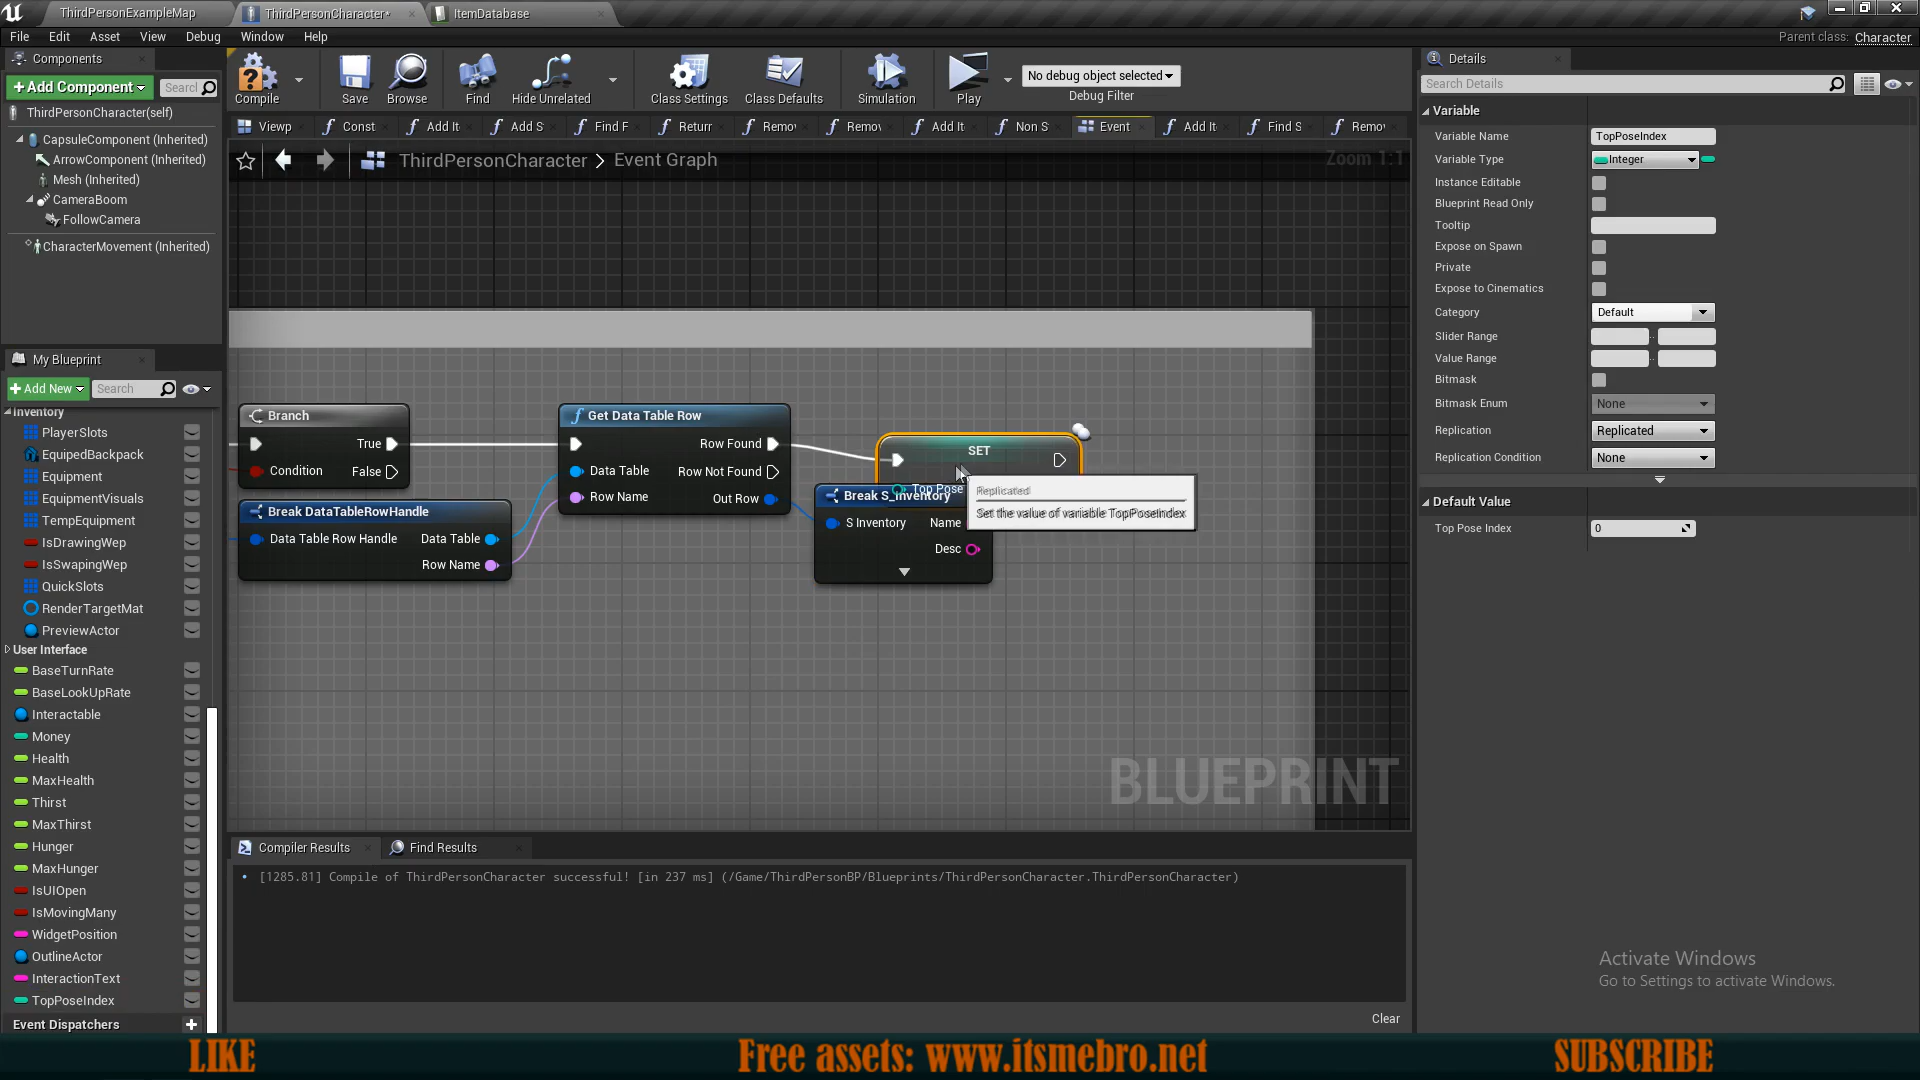 ThirdPersonExampleMap
ThirdPersonCharacter*
ItemDatabase
File Edit Asset View Debug Window Help
Parent class: Character
Components
+Add Component
Search
ThirdPersonCharacter(self)
CapsuleComponent (Inherited)
ArrowComponent (Inherited)
Mesh (Inherited)
CameraBoom
FollowCamera
CharacterMovement (Inherited)
My Blueprint
+Add New
Search
Inventory
PlayerSlots
EquipedBackpack
Equipment
EquipmentVisuals
TempEquipment
IsDrawingWep
IsSwapingWep
QuickSlots
RenderTargetMat
PreviewActor
User Interface
BaseTurnRate
BaseLookUpRate
Interactable
Money
Health
MaxHealth
Thirst
MaxThirst
Hunger
MaxHunger
IsUIOpen
IsMovingMany
WidgetPosition
OutlineActor
InteractionText
TopPoseIndex
Event Dispatchers
Compile Save Browse Find Hide Unrelated Class Settings Class Defaults Simulation Play
No debug object selected
Debug Filter
Viewp Const Add It Add S Find F Retur Remo Remov Add It Non S Event Add It Find S Remo
ThirdPersonCharacter > Event Graph
Zoom 1:1
Branch
True
Condition False
Break DataTableRowHandle
Data Table Row Handle Data Table
Row Name
Get Data Table Row
Row Found
Data Table Row Not Found
Row Name Out Row
SET
Top Pose
Break S_Inventory
S Inventory Name
Desc
Replicated
Set the value of variable TopPoseIndex
BLUEPRINT
Compiler Results
Find Results
[1285.81] Compile of ThirdPersonCharacter successful! [in 237 ms] (/Game/ThirdPersonBP/Blueprints/ThirdPersonCharacter.ThirdPersonCharacter)
Clear
Details
Search Details
Variable
Variable Name TopPoseIndex
Variable Type Integer
Instance Editable
Blueprint Read Only
Tooltip
Expose on Spawn
Private
Expose to Cinematics
Category Default
Slider Range
Value Range
Bitmask
Bitmask Enum None
Replication Replicated
Replication Condition None
Default Value
Top Pose Index 0
Activate Windows
Go to Settings to activate Windows.
LIKE
Free assets: www.itsmebro.net
SUBSCRIBE